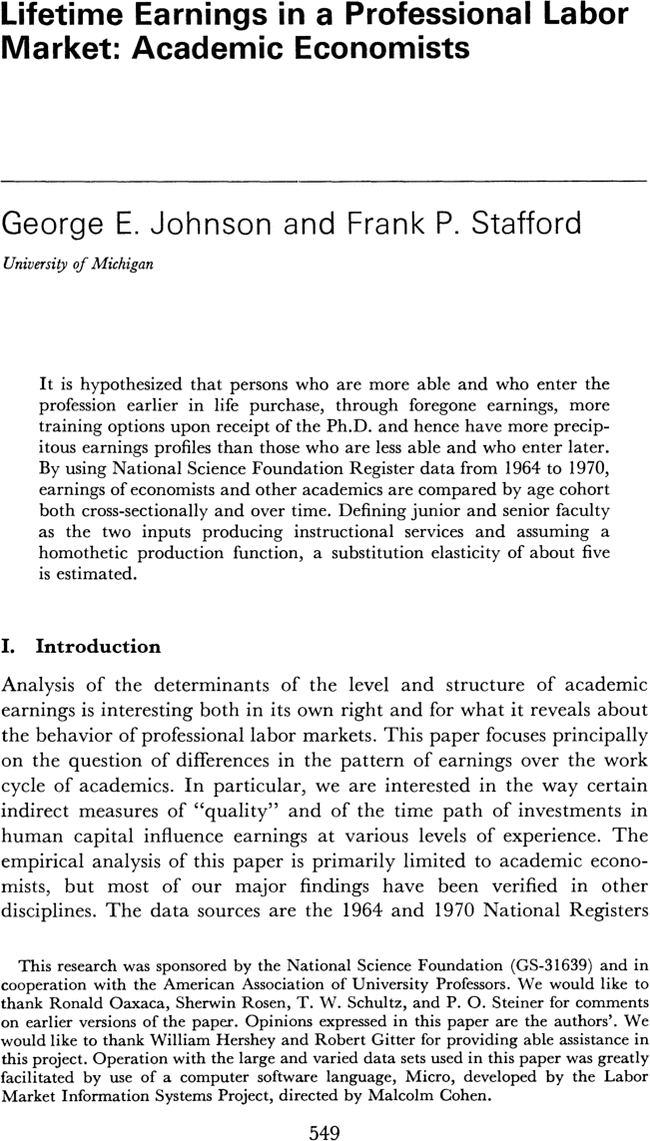 Lifetime Earnings in a Professional Labor
Market: Academic Economists
George E. Johnson and Frank P. Stafford
University of Michigan
It is hypothesized that persons who are more able and who enter the
profession earlier in life purchase, through foregone earnings, more
training options upon receipt of the Ph.D. and hence have more precip-
itous earnings profiles than those who are less able and who enter later.
By using National Science Foundation Register data from 1964 to 1970,
earnings of economists and other academics are compared by age cohort
both cross-sectionally and over time. Defining junior and senior faculty
as the two inputs producing instructional services and assuming a
homothetic production function, a substitution elasticity of about five
is estimated.
I. Introduction
Analysis of the determinants of the level and structure of academic
earnings is interesting both in its own right and for what it reveals about
the behavior of professional labor markets. This paper focuses principally
on the question of differences in the pattern of earnings over the work
cycle of academics. In particular, we are interested in the way certain
indirect measures of “quality” and of the time path of investments in
human capital influence earnings at various levels of experience. The
empirical analysis of this paper is primarily limited to academic econo-
mists, but most of our major findings have been verified in other
disciplines. The data sources are the 1964 and 1970 National Registers
This research was sponsored by the National Science Foundation (GS-31639) and in
cooperation with the American Association of University Professors. We would like to
thank Ronald Oaxaca, Sherwin Rosen, T. W. Schultz, and P. O. Steiner for comments
on earlier versions of the paper. Opinions expressed in this paper are the authors’. We
would like to thank William Hershey and Robert Gitter for providing able assistance in
this project. Operation with the large and varied data sets used in this paper was greatly
facilitated by use of a computer software language, Micro, developed by the Labor
Market Information Systems Project, directed by Malcolm Cohen.
549